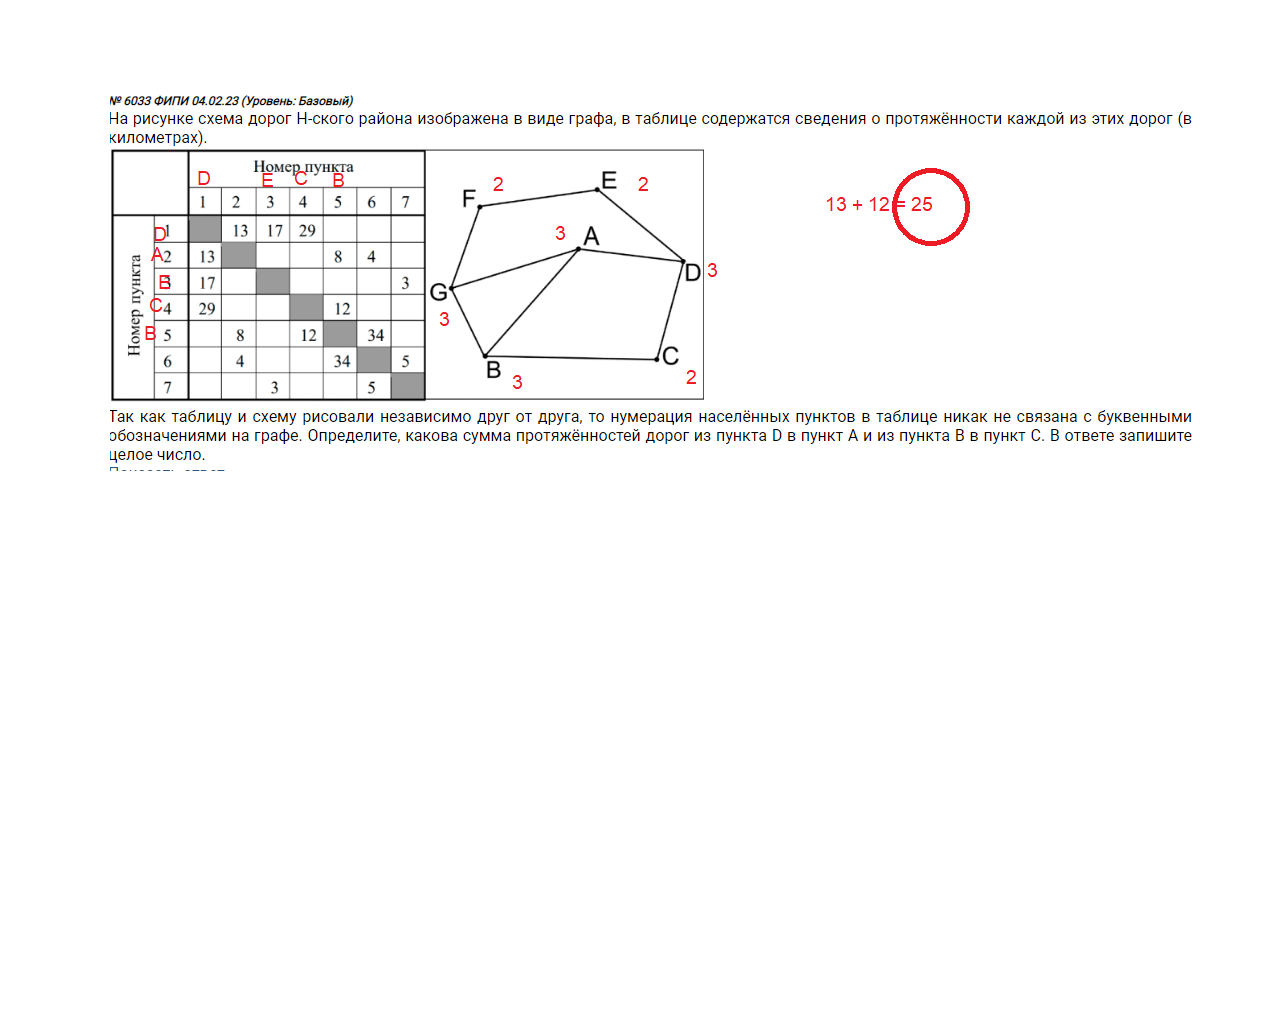 № 6033 ФИПИ 04.02.23 (Уровень: Базовый)
На рисунке схема дорог Н-ского района изображена в виде графа, в таблице содержатся сведения о протяжённости каждой из этих дорог (в
километрах).
Номер пункта
D E C B
1 2 3 4 5 6 7
Номер пункта
D 1 13 17 29
A 2 13 8 4
E 3 17 3
C 4 29 12
B 5 8 12 34
6 4 34 5
7 3 5
F 2 E 2
3 A
D 3
G
3
B 3
C
2
13 + 12 = 25
Так как таблицу и схему рисовали независимо друг от друга, то нумерация населённых пунктов в таблице никак не связана с буквенными
обозначениями на графе. Определите, какова сумма протяжённостей дорог из пункта D в пункт A и из пункта B в пункт C. В ответе запишите
целое число.